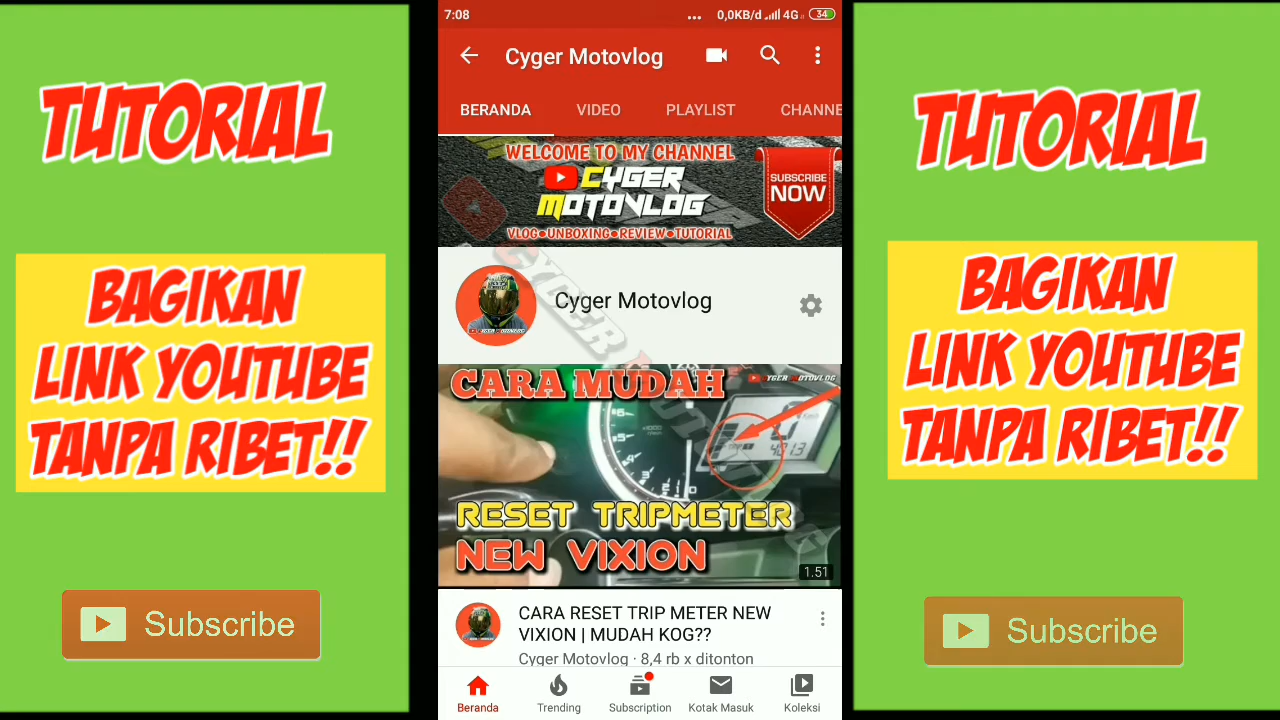 TUTORIAL
BAGIKAN
LINK YOUTUBE
TANPA RIBET!!
Subscribe
7:08
... 0,0KB/d 4G 34
Cyger Motovlog
BERANDA VIDEO PLAYLIST CHANNE
WELCOME TO MY CHANNEL
CYGER
MOTOVLOG
VLOG•UNBOXING•REVIEW•TUTORIAL
SUBSCRIBE
NOW
Cyger Motovlog
CARA MUDAH
CYGER MOTOVLOG
RESET TRIPMETER
NEW VIXION
1.51
CARA RESET TRIP METER NEW
VIXION | MUDAH KOG??
Cyger Motovlog · 8,4 rb x ditonton
Beranda Trending Subscription Kotak Masuk Koleksi
TUTORIAL
BAGIKAN
LINK YOUTUBE
TANPA RIBET!!
Subscribe